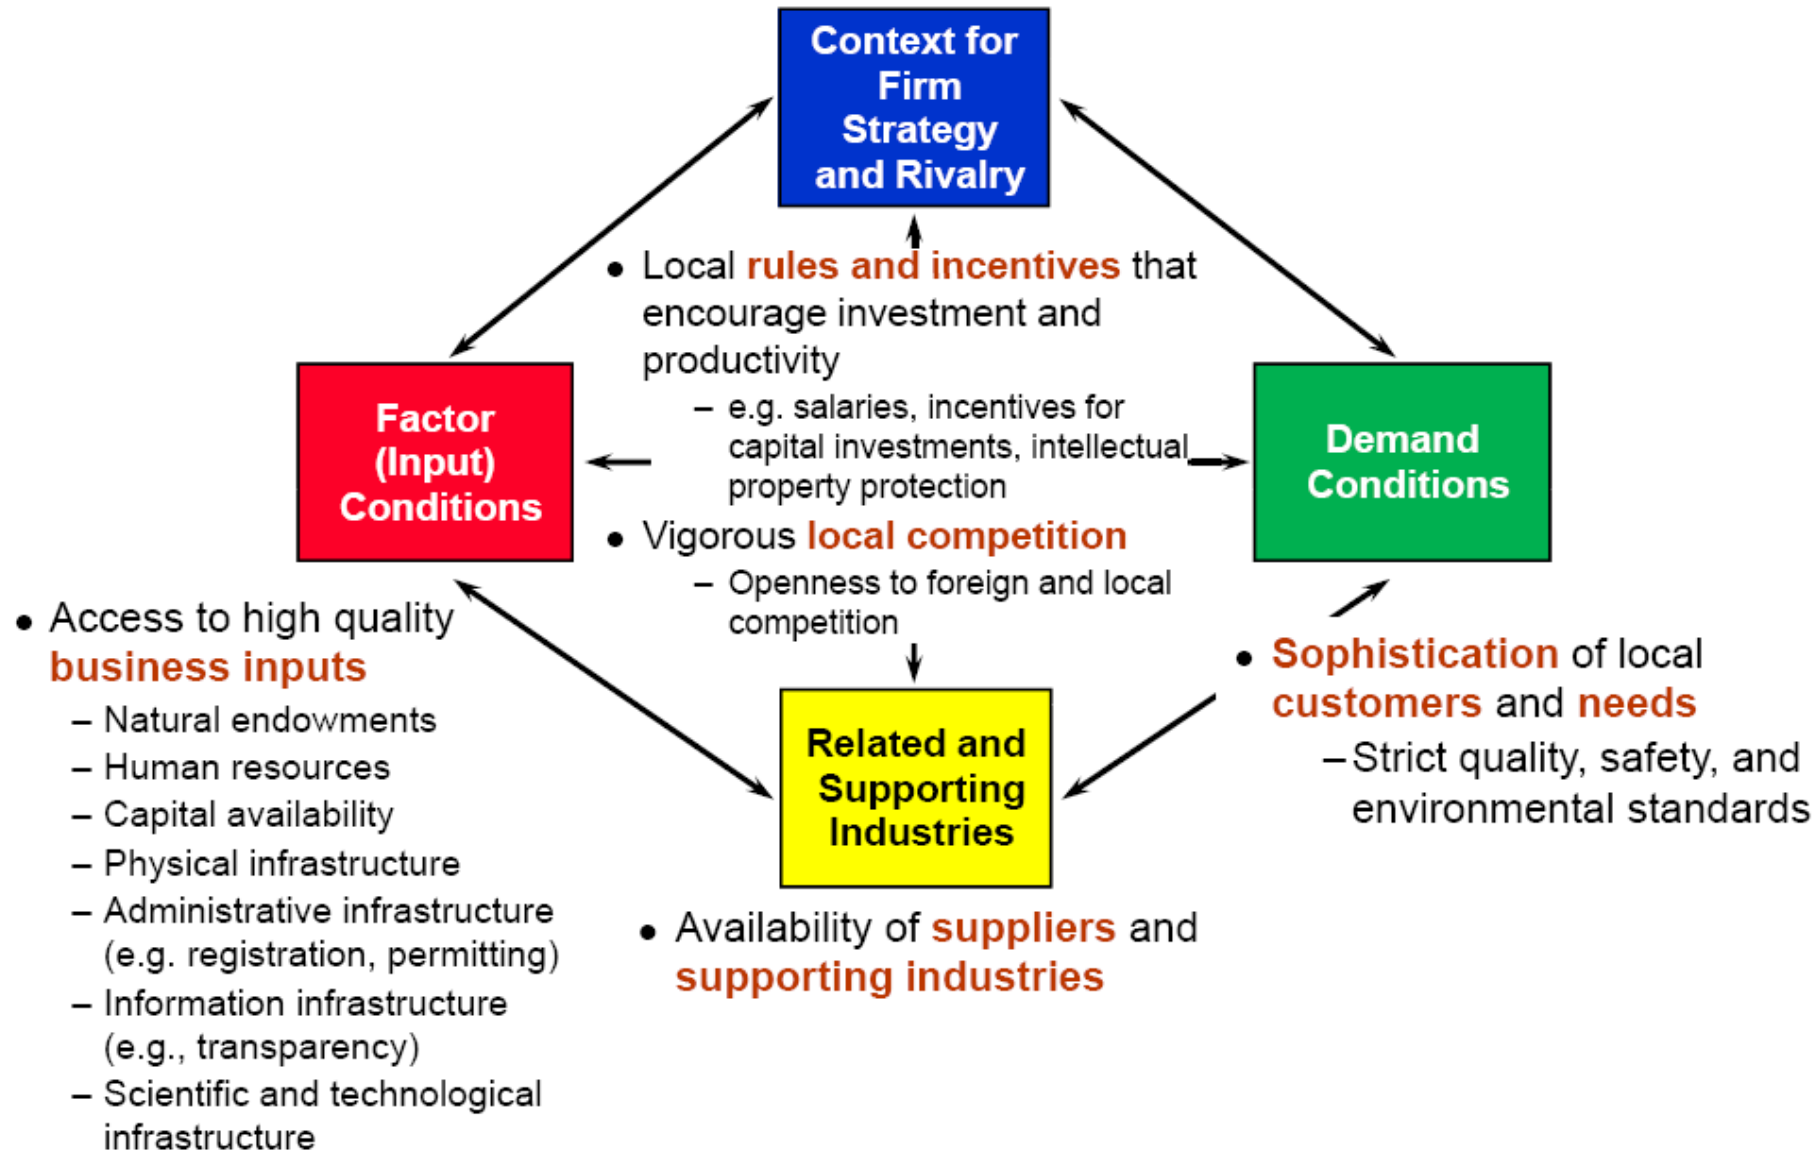 Context for
Firm
Strategy
and Rivalry
• Local rules and incentives that
encourage investment and
productivity
– e.g. salaries, incentives for
capital investments, intellectual
property protection
• Vigorous local competition
– Openness to foreign and local
competition
Factor
(Input)
Conditions
Demand
Conditions
• Access to high quality
business inputs
– Natural endowments
– Human resources
– Capital availability
– Physical infrastructure
– Administrative infrastructure
(e.g. registration, permitting)
– Information infrastructure
(e.g., transparency)
– Scientific and technological
infrastructure
• Sophistication of local
customers and needs
– Strict quality, safety, and
environmental standards
Related and
Supporting
Industries
• Availability of suppliers and
supporting industries